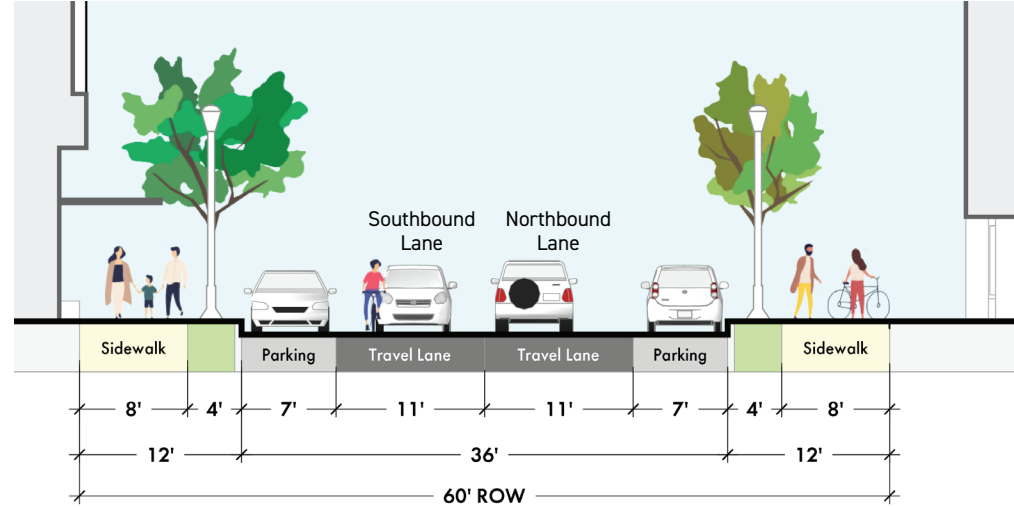 Southbound
Lane
Northbound
Lane
Sidewalk
Parking
Travel Lane
Travel Lane
Parking
Sidewalk
8'
4'
7'
11'
11'
7'
4'
8'
12'
36'
12'
60' ROW